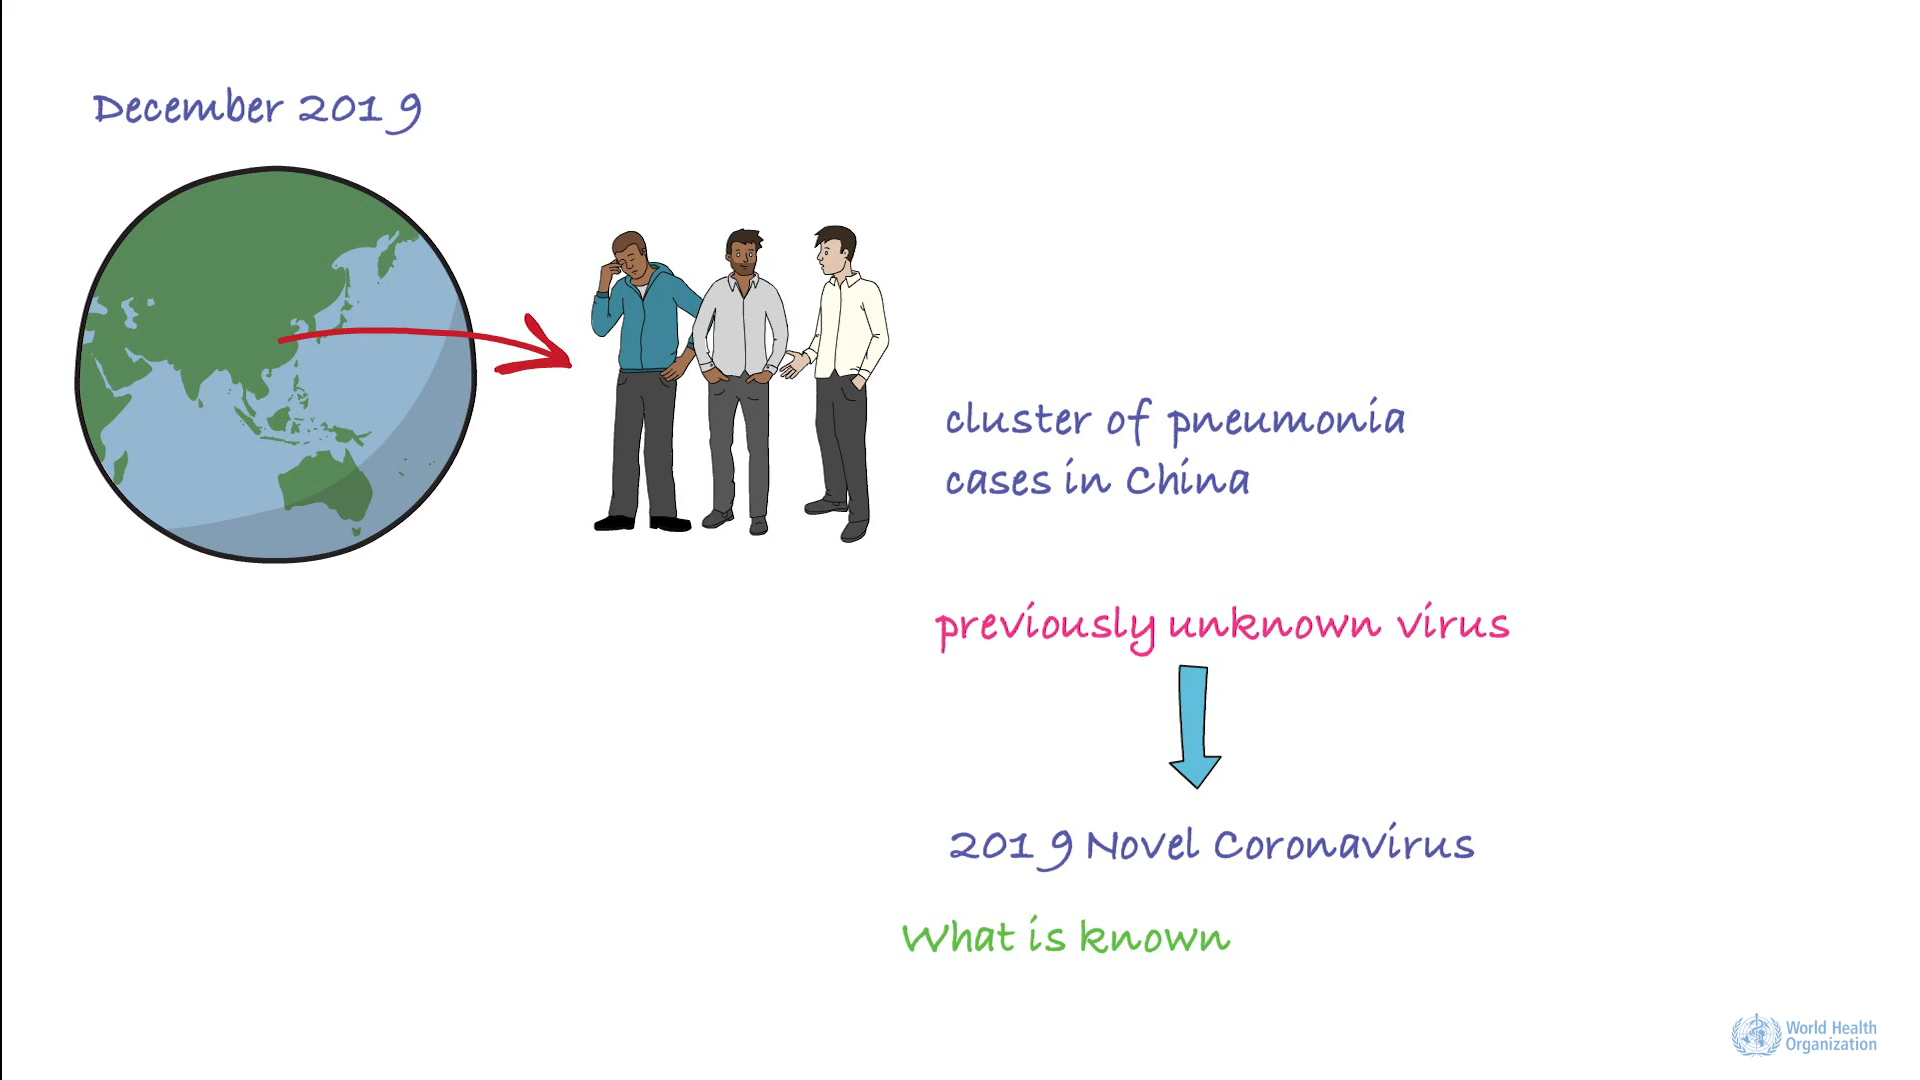 December 2019
cluster of pneumonia
cases in China
previously unknown virus
2019 Novel Coronavirus
What is known
World Health
Organization